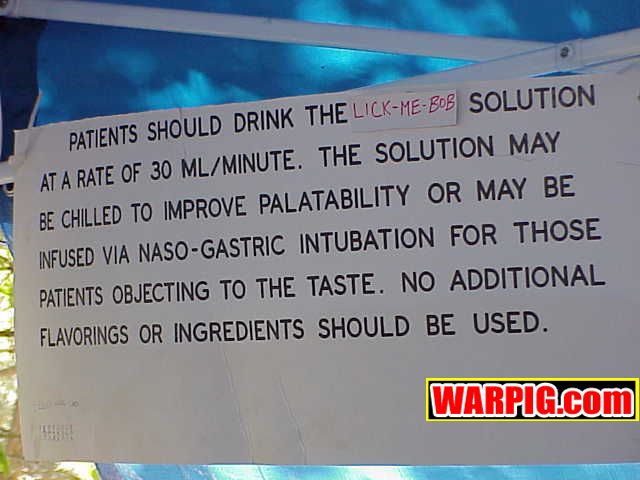 PATIENTS SHOULD DRINK THE LICK-ME-BOB SOLUTION
AT A RATE OF 30 ML/MINUTE. THE SOLUTION MAY
BE CHILLED TO IMPROVE PALATABILITY OR MAY BE
INFUSED VIA NASO-GASTRIC INTUBATION FOR THOSE
PATIENTS OBJECTING TO THE TASTE. NO ADDITIONAL
FLAVORINGS OR INGREDIENTS SHOULD BE USED.
WARPIG.com